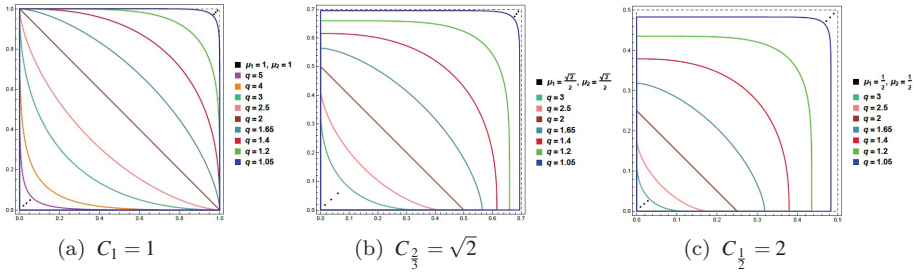 1.0
0.8
0.6
0.4
0.2
0.0
0.0 0.2 0.4 0.6 0.8 1.0
μ₁ = 1, μ₂ = 1
q = 5
q = 4
q = 3
q = 2.5
q = 2
q = 1.65
q = 1.4
q = 1.2
q = 1.05
(a) C₁ = 1
0.7
0.6
0.5
0.4
0.3
0.2
0.1
0.0
0.0 0.1 0.2 0.3 0.4 0.5 0.6 0.7
μ₁ = √2/2, μ₂ = √2/2
q = 3
q = 2.5
q = 2
q = 1.65
q = 1.4
q = 1.2
q = 1.05
(b) C_{2/3} = √2
0.5
0.4
0.3
0.2
0.1
0.0
0.0 0.1 0.2 0.3 0.4 0.5
μ₁ = 1/2, μ₂ = 1/2
q = 3
q = 2.5
q = 2
q = 1.65
q = 1.4
q = 1.2
q = 1.05
(c) C_{1/2} = 2